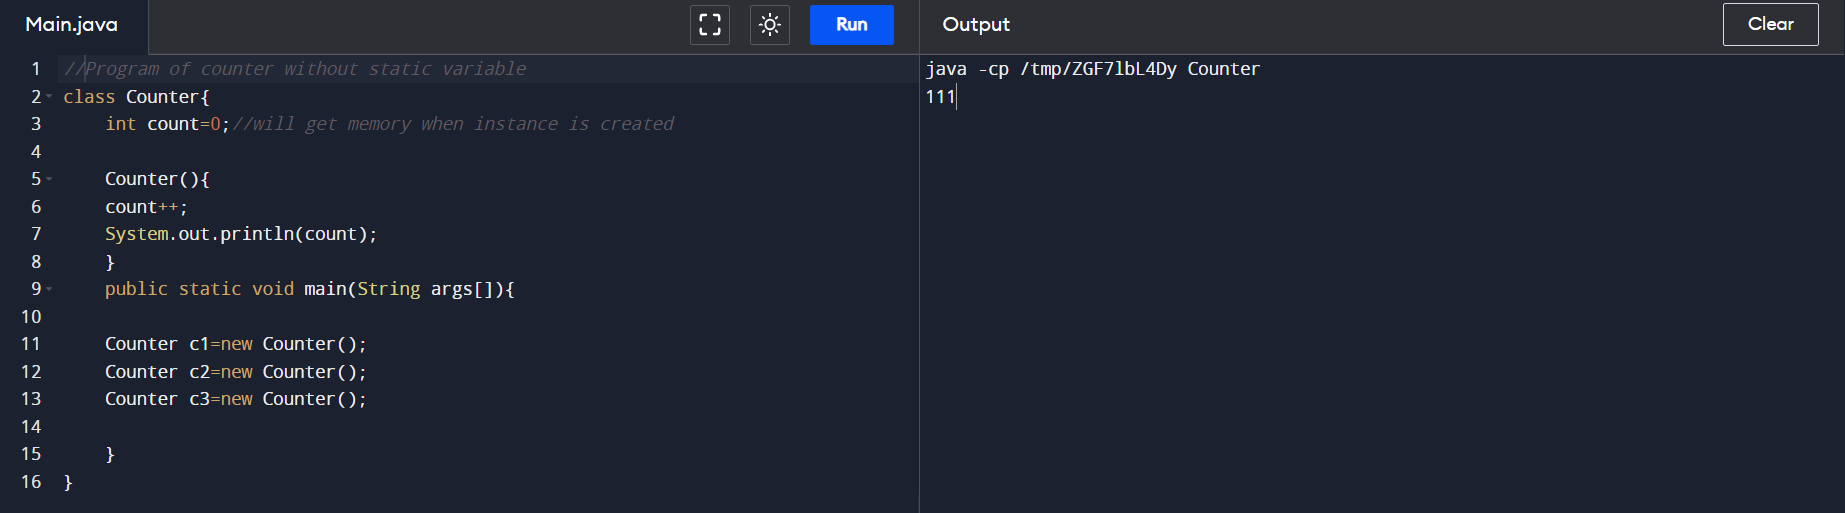 Main.java
Run
Output
Clear
1 //Program of counter without static variable
2 class Counter{
3     int count=0;//will get memory when instance is created
4
5     Counter(){
6     count++;
7     System.out.println(count);
8     }
9     public static void main(String args[]){
10
11     Counter c1=new Counter();
12     Counter c2=new Counter();
13     Counter c3=new Counter();
14
15     }
16 }
java -cp /tmp/ZGF7lbL4Dy Counter
111